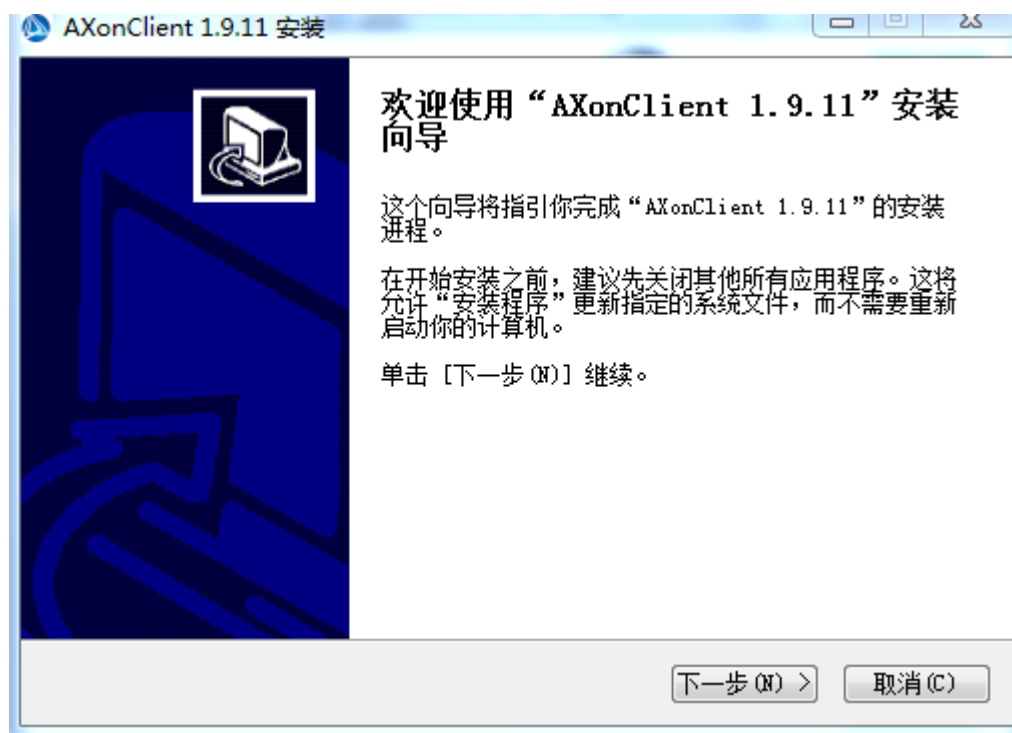 AXonClient 1.9.11 安装
欢迎使用“AXonClient 1.9.11”安装
向导
这个向导将指引你完成“AXonClient 1.9.11”的安装
进程。
在开始安装之前，建议先关闭其他所有应用程序。这将
允许“安装程序”更新指定的系统文件，而不需要重新
启动你的计算机。
单击 [下一步(N)] 继续。
下一步(N) >
取消(C)